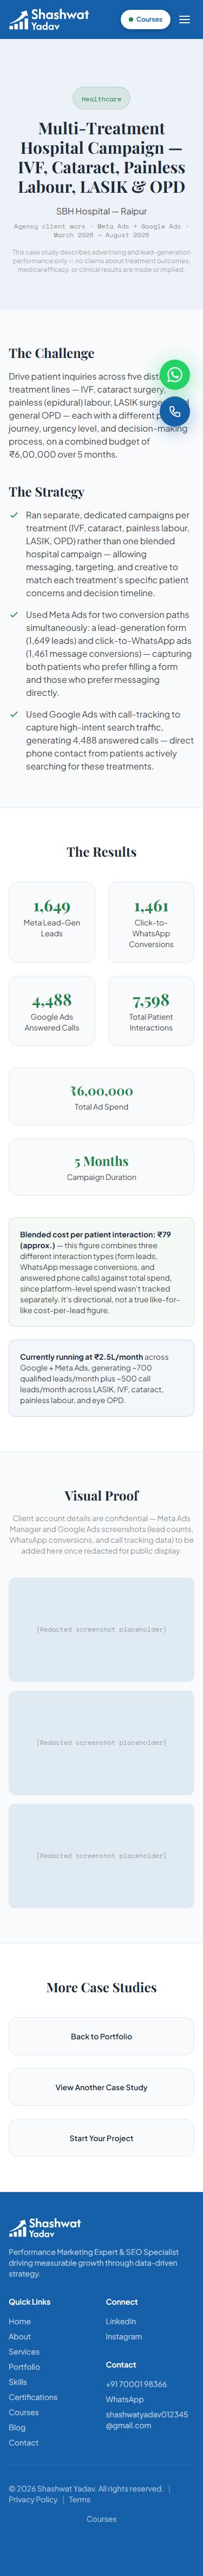 Shashwat
Yadav
Courses
Healthcare
Multi-Treatment
Hospital Campaign —
IVF, Cataract, Painless
Labour, LASIK & OPD
SBH Hospital — Raipur
Agency client work · Meta Ads + Google Ads ·
March 2026 – August 2026
This case study describes advertising and lead-generation
performance only — no claims about treatment outcomes,
medical efficacy, or clinical results are made or implied.
The Challenge
Drive patient inquiries across five dist
treatment lines — IVF, cataract surgery,
painless (epidural) labour, LASIK surge
general OPD — each with a different p
journey, urgency level, and decision-making
process, on a combined budget of
₹6,00,000 over 5 months.
The Strategy
Ran separate, dedicated campaigns per
treatment (IVF, cataract, painless labour,
LASIK, OPD) rather than one blended
hospital campaign — allowing
messaging, targeting, and creative to
match each treatment's specific patient
concerns and decision timeline.
Used Meta Ads for two conversion paths
simultaneously: a lead-generation form
(1,649 leads) and click-to-WhatsApp ads
(1,461 message conversions) — capturing
both patients who prefer filling a form
and those who prefer messaging
directly.
Used Google Ads with call-tracking to
capture high-intent search traffic,
generating 4,488 answered calls — direct
phone contact from patients actively
searching for these treatments.
The Results
1,649
Meta Lead-Gen
Leads
1,461
Click-to-
WhatsApp
Conversions
4,488
Google Ads
Answered Calls
7,598
Total Patient
Interactions
₹6,00,000
Total Ad Spend
5 Months
Campaign Duration
Blended cost per patient interaction: ₹79
(approx.) — this figure combines three
different interaction types (form leads,
WhatsApp message conversions, and
answered phone calls) against total spend,
since platform-level spend wasn't tracked
separately. It's directional, not a true like-for-
like cost-per-lead figure.
Currently running at ₹2.5L/month across
Google + Meta Ads, generating ~700
qualified leads/month plus ~500 call
leads/month across LASIK, IVF, cataract,
painless labour, and eye OPD.
Visual Proof
Client account details are confidential — Meta Ads
Manager and Google Ads screenshots (lead counts,
WhatsApp conversions, and call tracking data) to be
added here once redacted for public display.
[Redacted screenshot placeholder]
[Redacted screenshot placeholder]
[Redacted screenshot placeholder]
More Case Studies
Back to Portfolio
View Another Case Study
Start Your Project
Shashwat
Yadav
Performance Marketing Expert & SEO Specialist
driving measurable growth through data-driven
strategy.
Quick Links
Home
About
Services
Portfolio
Skills
Certifications
Courses
Blog
Contact
Connect
LinkedIn
Instagram
Contact
+91 70001 98366
WhatsApp
shashwatyadav012345
@gmail.com
© 2026 Shashwat Yadav. All rights reserved. |
Privacy Policy | Terms
Courses